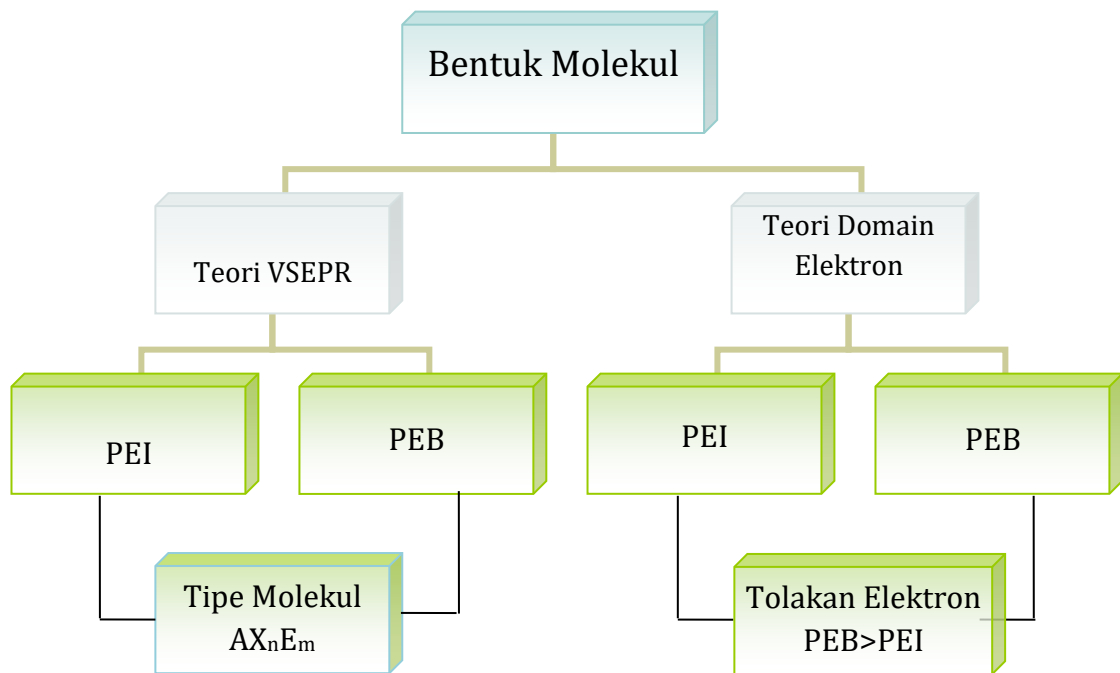 Bentuk Molekul
Teori VSEPR
Teori Domain
Elektron
PEI
PEB
PEI
PEB
Tipe Molekul
AXₙEₘ
Tolakan Elektron
PEB>PEI